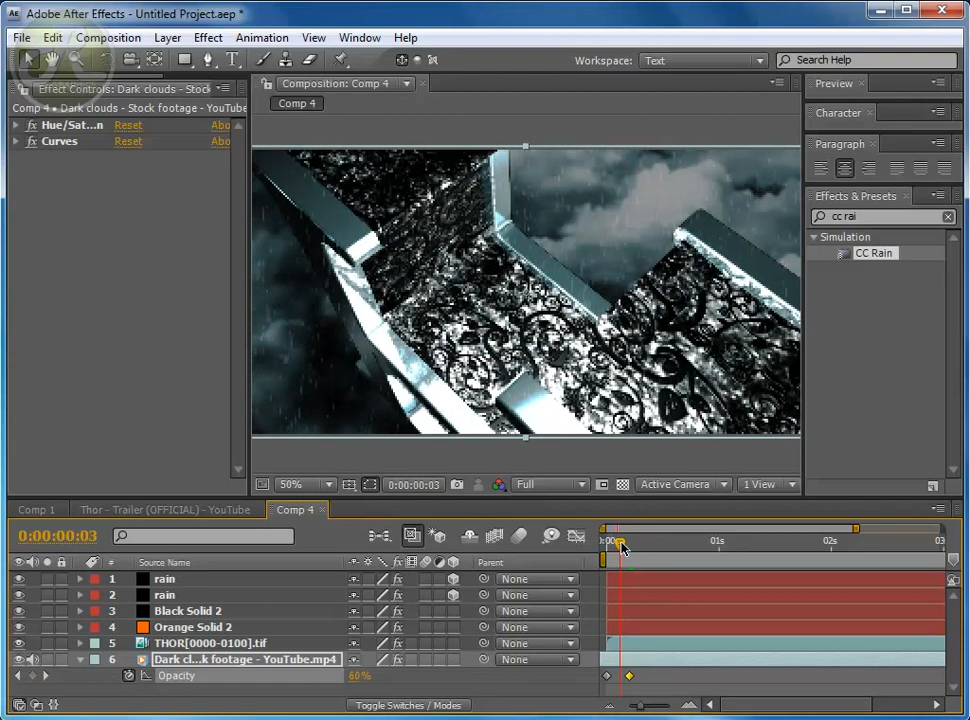 Adobe After Effects - Untitled Project.aep *
File Edit Composition Layer Effect Animation View Window Help
Workspace: Text Search Help
Effect Controls: Dark clouds - Stock
Composition: Comp 4
Preview
Comp 4 • Dark clouds - Stock footage - YouTube
Comp 4
Hue/Sat...n Reset Abo
Curves Reset Abo
Character
Paragraph
Effects & Presets
cc rai
Simulation
CC Rain
50% 0:00:00:03 Full Active Camera 1 View
Comp 1 Thor - Trailer (OFFICIAL) - YouTube Comp 4
0:00:00:03
:00 01s 02s 03
Source Name Parent
1 rain None
2 rain None
3 Black Solid 2 None
4 Orange Solid 2 None
5 THOR[0000-0100].tif None
6 Dark cl...k footage - YouTube.mp4 None
Opacity 60%
Toggle Switches / Modes